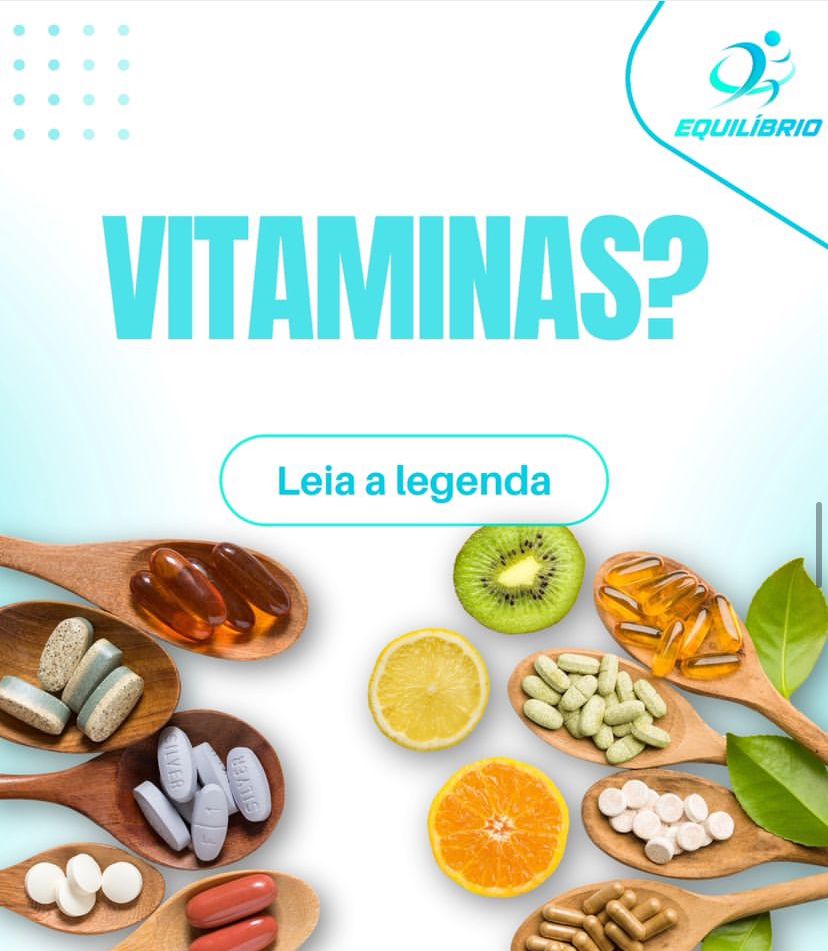 EQUILÍBRIO
VITAMINAS?
Leia a legenda
SILVER
SILVER